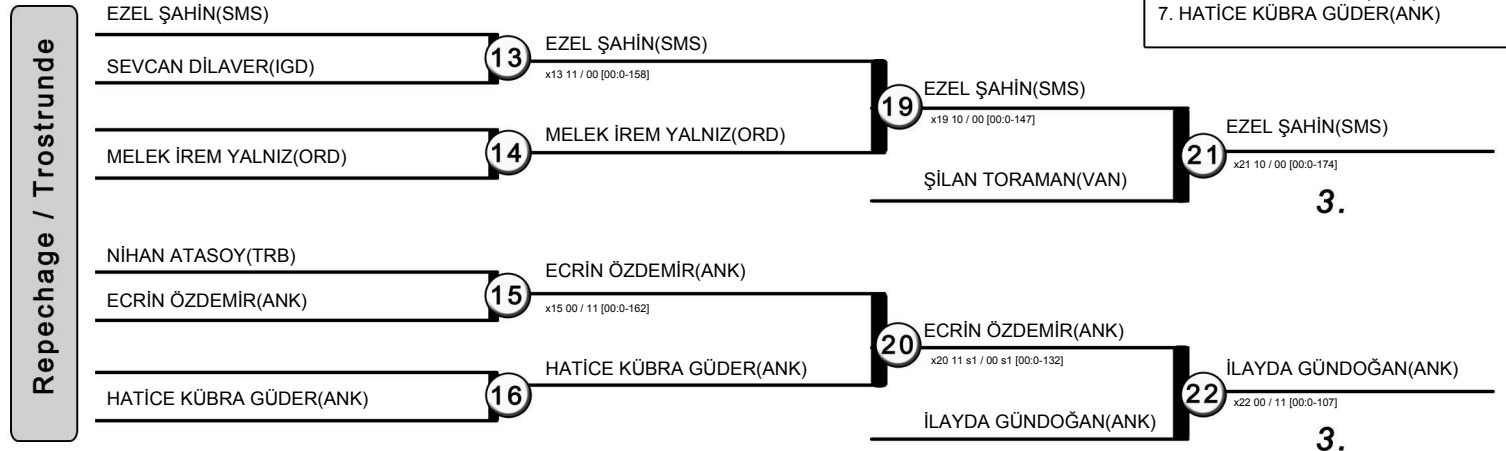 Repechage / Trostrunde
7. HATİCE KÜBRA GÜDER(ANK)
EZEL ŞAHİN(SMS)
SEVCAN DİLAVER(IGD)
13
EZEL ŞAHİN(SMS)
x13 11 / 00 [00:0-158]
MELEK İREM YALNIZ(ORD)
14
MELEK İREM YALNIZ(ORD)
19
EZEL ŞAHİN(SMS)
x19 10 / 00 [00:0-147]
ŞİLAN TORAMAN(VAN)
21
EZEL ŞAHİN(SMS)
x21 10 / 00 [00:0-174]
3.
NİHAN ATASOY(TRB)
ECRİN ÖZDEMİR(ANK)
15
ECRİN ÖZDEMİR(ANK)
x15 00 / 11 [00:0-162]
HATİCE KÜBRA GÜDER(ANK)
16
HATİCE KÜBRA GÜDER(ANK)
20
ECRİN ÖZDEMİR(ANK)
x20 11 s1 / 00 s1 [00:0-132]
İLAYDA GÜNDOĞAN(ANK)
22
İLAYDA GÜNDOĞAN(ANK)
x22 00 / 11 [00:0-107]
3.